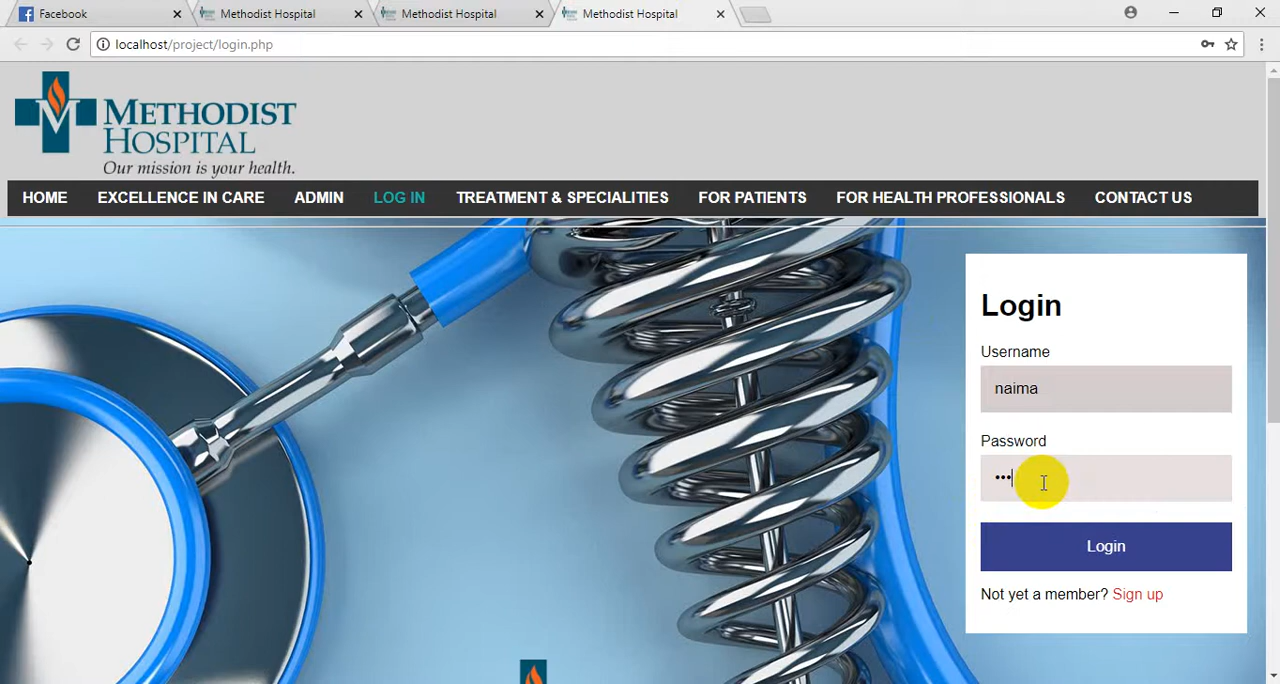 Facebook Methodist Hospital Methodist Hospital Methodist Hospital
localhost/project/login.php
METHODIST
HOSPITAL
Our mission is your health.
HOME EXCELLENCE IN CARE ADMIN LOG IN TREATMENT & SPECIALITIES FOR PATIENTS FOR HEALTH PROFESSIONALS CONTACT US
Login
Username
naima
Password
•••
Login
Not yet a member? Sign up